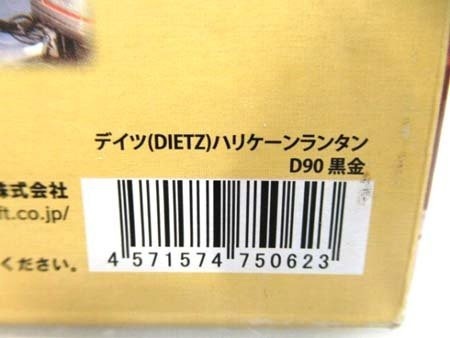 デイツ(DIETZ)ハリケーンランタン
D90 黒金
株式会社
ft.co.jp/
ください。
4 571574 750623